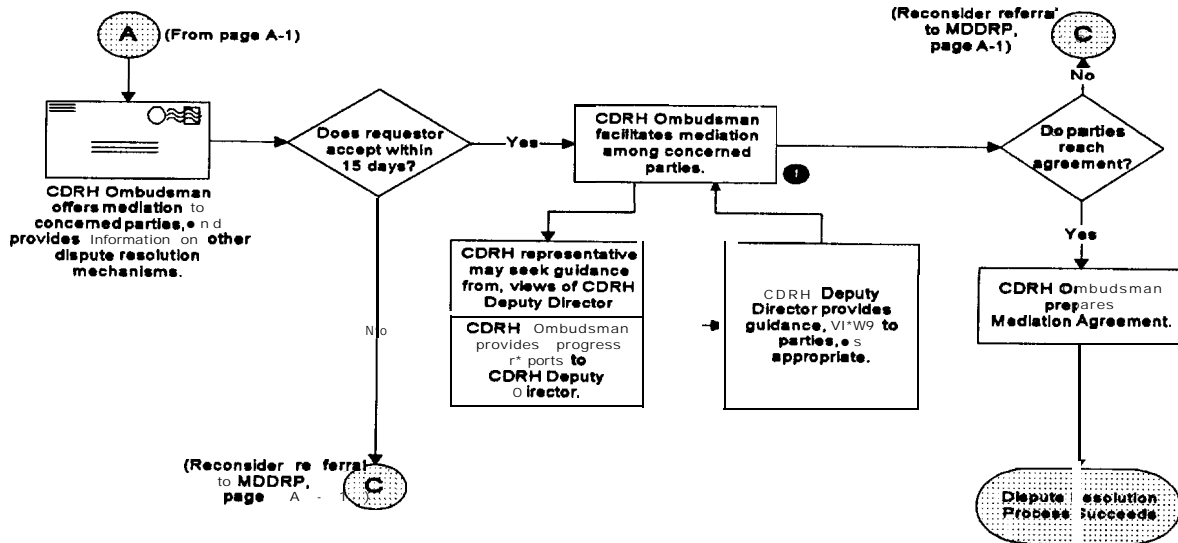 A
(From page A-1)
CDRH Ombudsman
offers mediation to
concerned parties, and
provides Information on other
dispute resolution
mechanisms.
Does requestor
accept within
15 days?
Yes
No
(Reconsider referral
to MDDRP,
page A - 1)
C
CDRH Ombudsman
facilitates mediation
among concerned
parties.
1
CDRH representative
may seek guidance
from, views of CDRH
Deputy Director
CDRH Ombudsman
provides progress
r* ports to
CDRH Deputy
Director.
CDRH Deputy
Director provides
guidance, VI*W9 to
parties, as
appropriate.
(Reconsider referral
to MDDRP,
page A-1)
C
No
Do parties
reach
agreement?
Yes
CDRH Ombudsman
prepares
Mediation Agreement.
Dispute Resolution
Process Succeeds